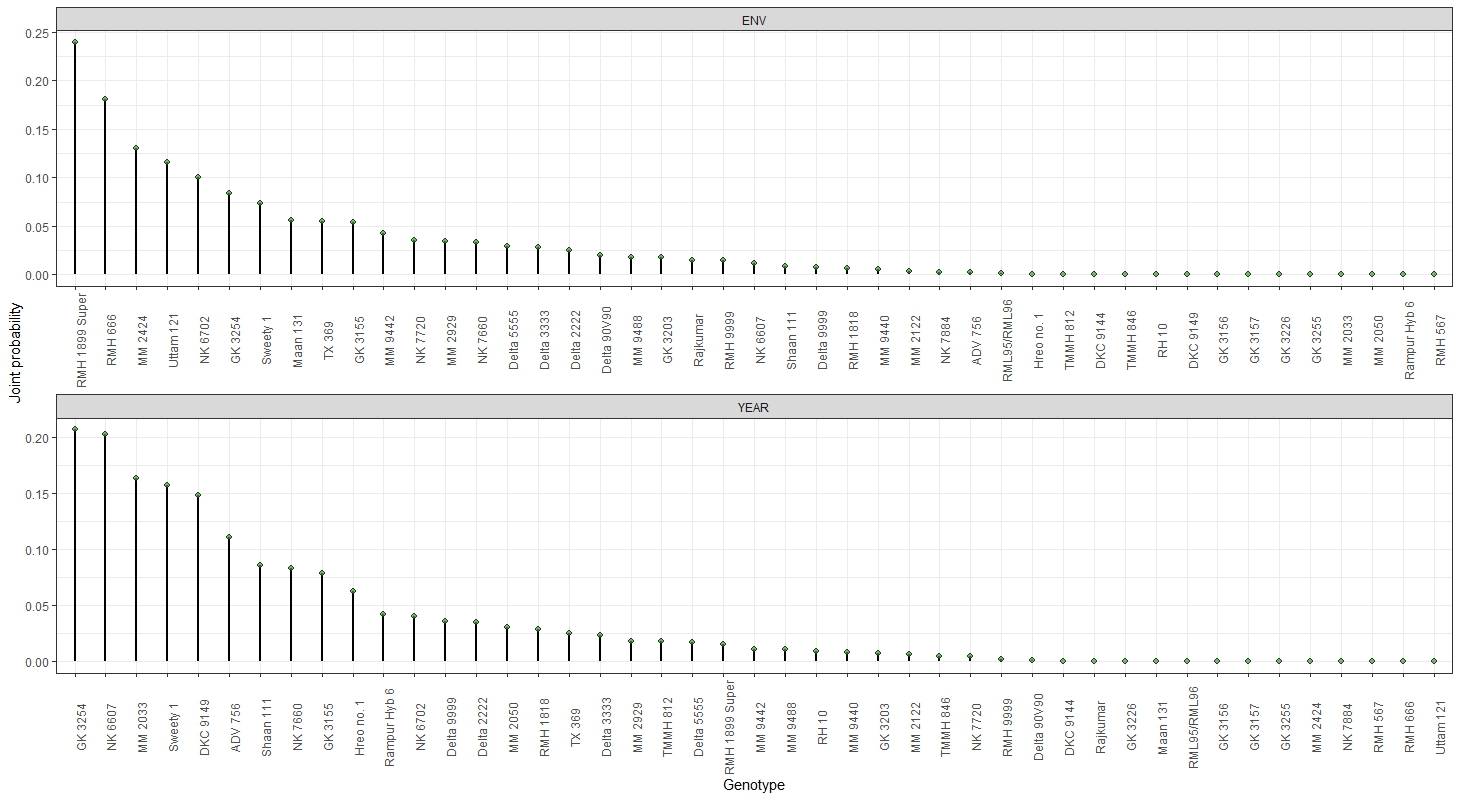 ENV
0.25
0.20
0.15
0.10
0.05
0.00
RMH 1899 Super
RMH 666
MM 2424
Uttam 121
NK 6702
GK 3254
Sweety 1
Maan 131
TX 369
GK 3155
MM 9442
NK 7720
MM 2929
NK 7660
Delta 5555
Delta 3333
Delta 2222
Delta 90V90
MM 9488
GK 3203
Rajkumar
RMH 9999
NK 6607
Shaan 111
Delta 9999
RMH 1818
MM 9440
MM 2122
NK 7884
ADV 756
RML95/RML96
Hreo no. 1
TMMH 812
DKC 9144
TMMH 846
RH 10
DKC 9149
GK 3156
GK 3157
GK 3226
GK 3255
MM 2033
MM 2050
Rampur Hyb 6
RMH 567
Joint probability
YEAR
0.20
0.15
0.10
0.05
0.00
GK 3254
NK 6607
MM 2033
Sweety 1
DKC 9149
ADV 756
Shaan 111
NK 7660
GK 3155
Hreo no. 1
Rampur Hyb 6
NK 6702
Delta 9999
Delta 2222
MM 2050
RMH 1818
TX 369
Delta 3333
MM 2929
TMMH 812
Delta 5555
RMH 1899 Super
MM 9442
MM 9488
RH 10
MM 9440
GK 3203
MM 2122
TMMH 846
NK 7720
RMH 9999
Delta 90V90
DKC 9144
Rajkumar
GK 3226
Maan 131
RML95/RML96
GK 3156
GK 3157
GK 3255
MM 2424
NK 7884
RMH 567
RMH 666
Uttam 121
Genotype